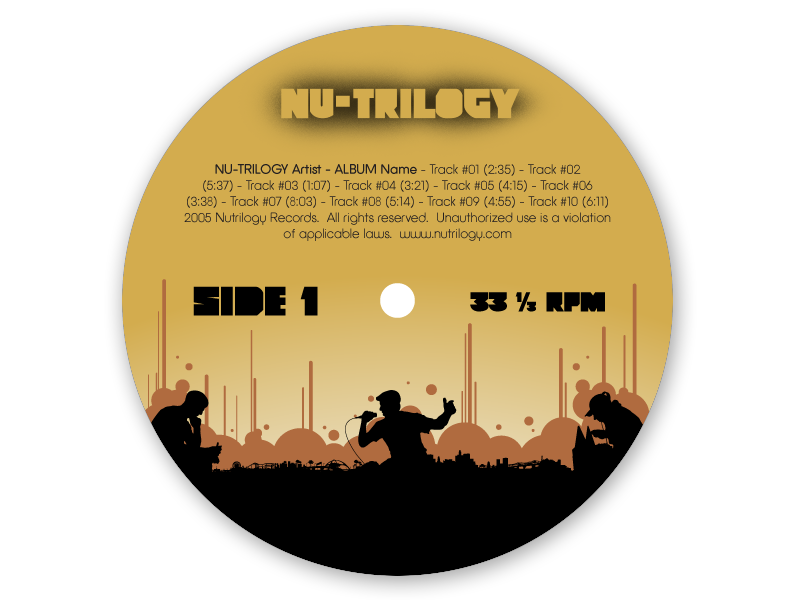 NU-TRILOGY
NU-TRILOGY Artist - ALBUM Name - Track #01 (2:35) - Track #02
(5:37) - Track #03 (1:07) - Track #04 (3:21) - Track #05 (4:15) - Track #06
(3:38) - Track #07 (8:03) - Track #08 (5:14) - Track #09 (4:55) - Track #10 (6:11)
2005 Nutrilogy Records.  All rights reserved.  Unauthorized use is a violation
of applicable laws.  www.nutrilogy.com
SIDE 1 33 ⅓ RPM